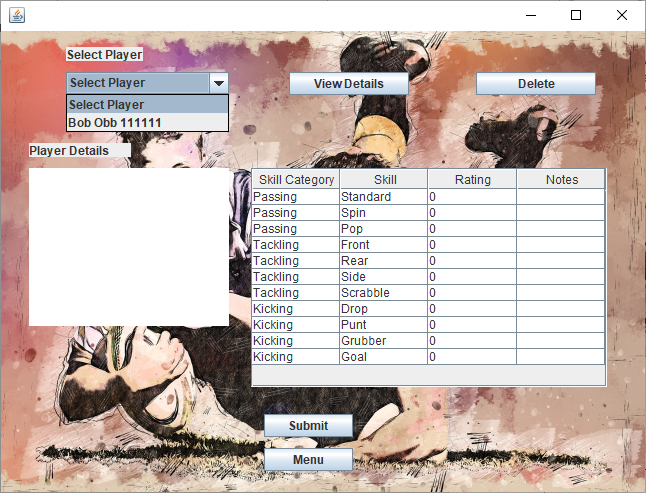 Select Player
Select Player
View Details
Delete
Select Player
Bob Obb 111111
Player Details
Skill Category Skill Rating Notes
Passing Standard 0
Passing Spin 0
Passing Pop 0
Tackling Front 0
Tackling Rear 0
Tackling Side 0
Tackling Scrabble 0
Kicking Drop 0
Kicking Punt 0
Kicking Grubber 0
Kicking Goal 0
Submit
Menu